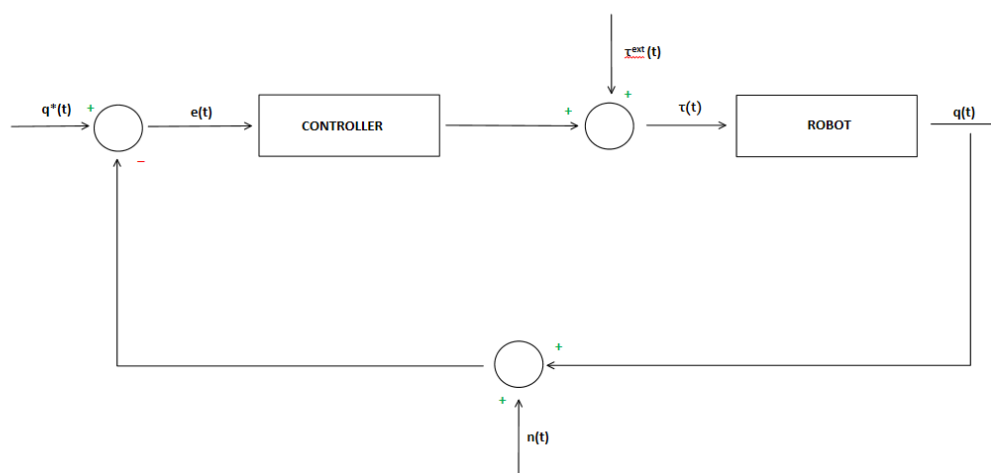 τᵉˣᵗ(t)
q*(t)
+
e(t)
CONTROLLER
+
+
τ(t)
ROBOT
q(t)
–
+
+
n(t)